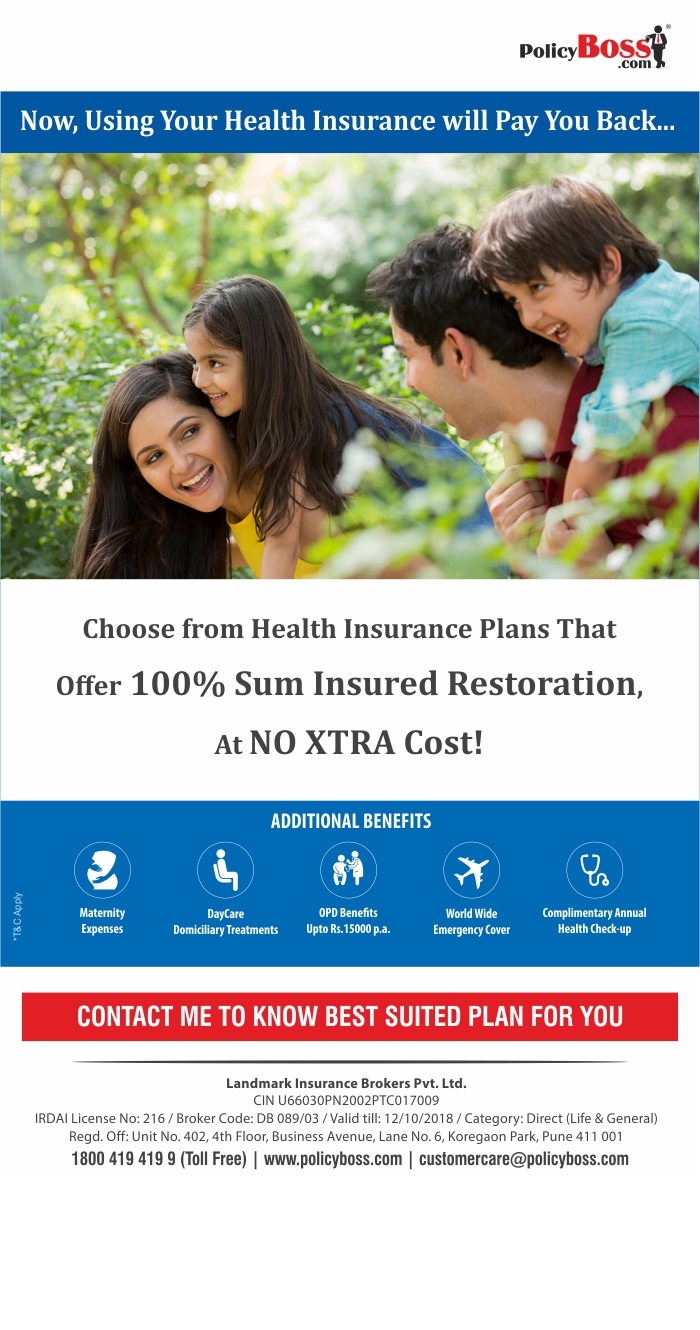 PolicyBoss
.com
®
Now, Using Your Health Insurance will Pay You Back...
Choose from Health Insurance Plans That
Offer 100% Sum Insured Restoration,
At NO XTRA Cost!
ADDITIONAL BENEFITS
Maternity
Expenses
DayCare
Domiciliary Treatments
OPD Benefits
Upto Rs.15000 p.a.
World Wide
Emergency Cover
Complimentary Annual
Health Check-up
*T&C Apply
CONTACT ME TO KNOW BEST SUITED PLAN FOR YOU
Landmark Insurance Brokers Pvt. Ltd.
CIN U66030PN2002PTC017009
IRDAI License No: 216 / Broker Code: DB 089/03 / Valid till: 12/10/2018 / Category: Direct (Life & General)
Regd. Off: Unit No. 402, 4th Floor, Business Avenue, Lane No. 6, Koregaon Park, Pune 411 001
1800 419 419 9 (Toll Free) | www.policyboss.com | customercare@policyboss.com